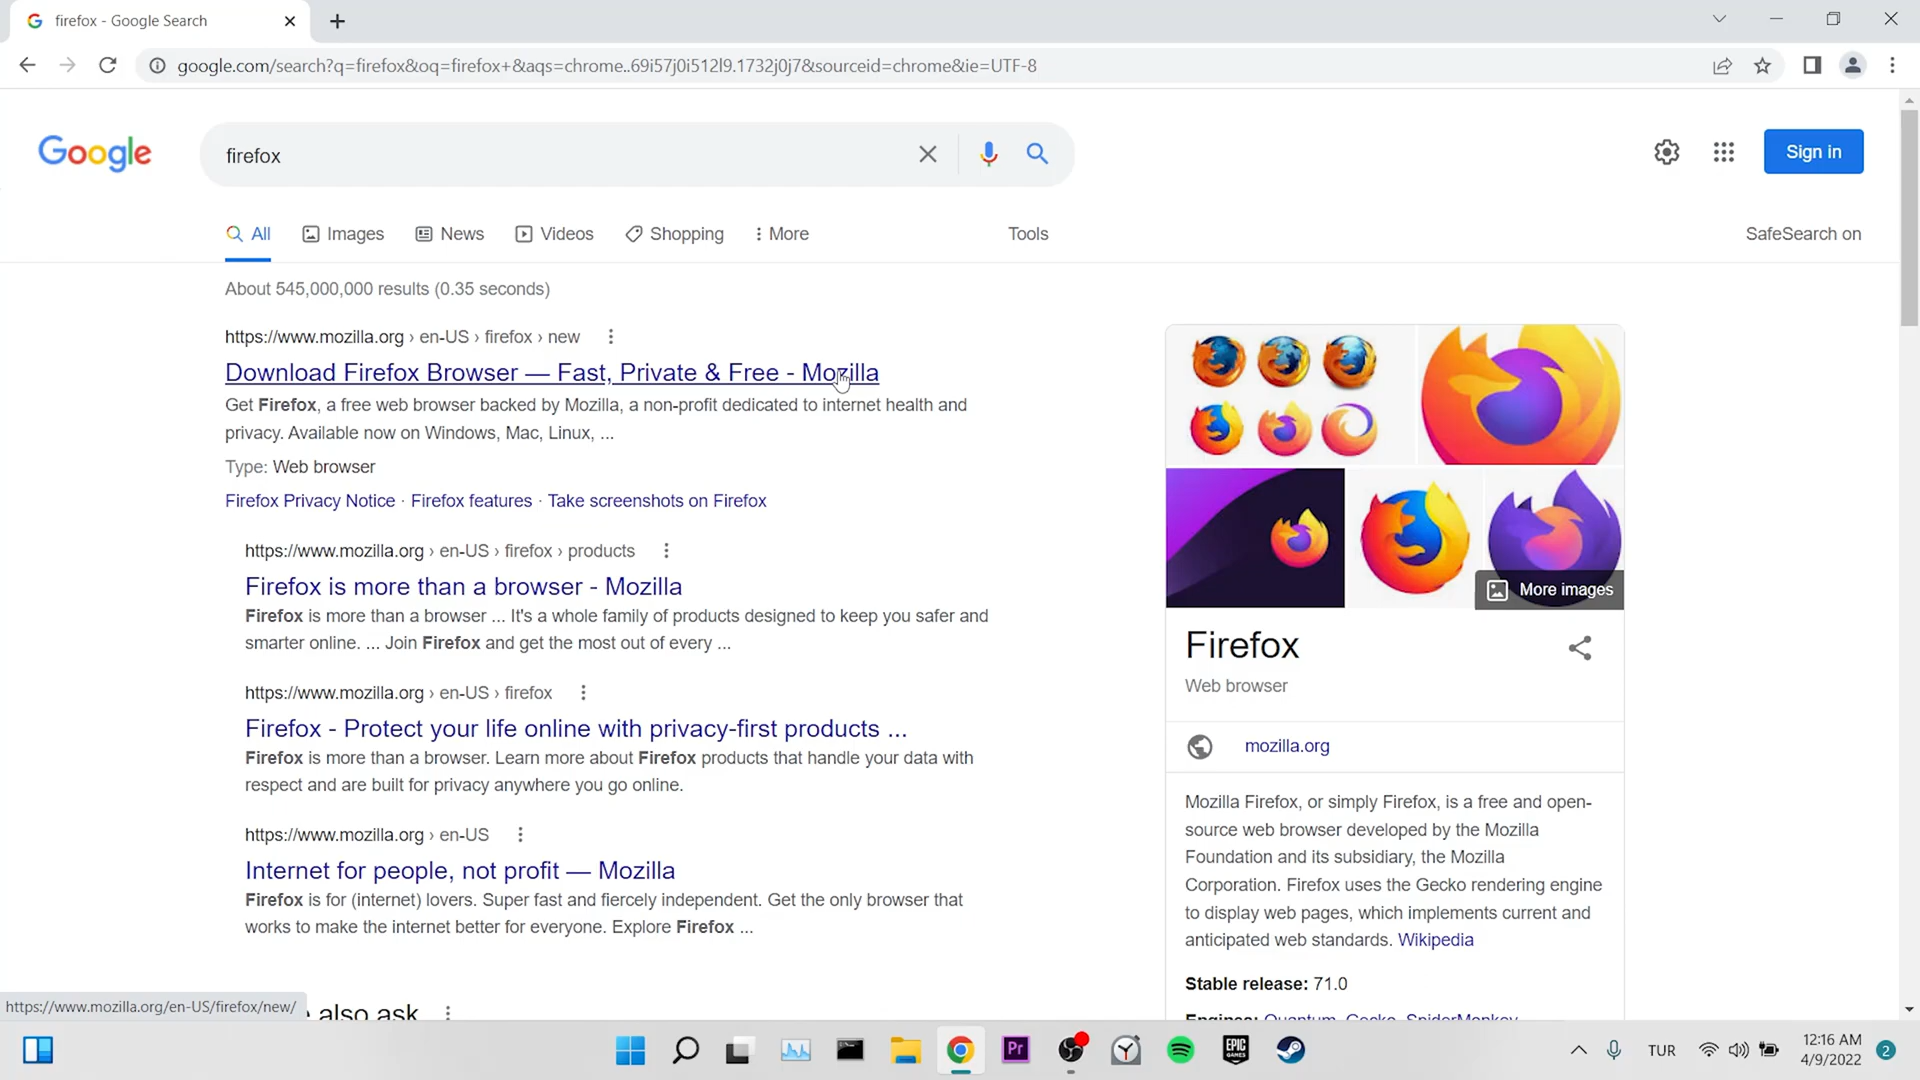 firefox - Google Search
google.com/search?q=firefox&oq=firefox+&aqs=chrome..69i57j0i512l9.1732j0j7&sourceid=chrome&ie=UTF-8
Google
firefox
Sign in
All
Images
News
Videos
Shopping
More
Tools
SafeSearch on
About 545,000,000 results (0.35 seconds)
https://www.mozilla.org › en-US › firefox › new
Download Firefox Browser — Fast, Private & Free - Mozilla
Get Firefox, a free web browser backed by Mozilla, a non-profit dedicated to internet health and
privacy. Available now on Windows, Mac, Linux, ...
Type: Web browser
Firefox Privacy Notice · Firefox features · Take screenshots on Firefox
https://www.mozilla.org › en-US › firefox › products
Firefox is more than a browser - Mozilla
Firefox is more than a browser ... It's a whole family of products designed to keep you safer and
smarter online. ... Join Firefox and get the most out of every ...
https://www.mozilla.org › en-US › firefox
Firefox - Protect your life online with privacy-first products ...
Firefox is more than a browser. Learn more about Firefox products that handle your data with
respect and are built for privacy anywhere you go online.
https://www.mozilla.org › en-US
Internet for people, not profit — Mozilla
Firefox is for (internet) lovers. Super fast and fiercely independent. Get the only browser that
works to make the internet better for everyone. Explore Firefox ...
also ask
https://www.mozilla.org/en-US/firefox/new/
More images
Firefox
Web browser
mozilla.org
Mozilla Firefox, or simply Firefox, is a free and open-
source web browser developed by the Mozilla
Foundation and its subsidiary, the Mozilla
Corporation. Firefox uses the Gecko rendering engine
to display web pages, which implements current and
anticipated web standards. Wikipedia
Stable release: 71.0
Engines: Quantum, Gecko, SpiderMonkey
Pr
EPIC
GAMES
TUR
12:16 AM
4/9/2022
2